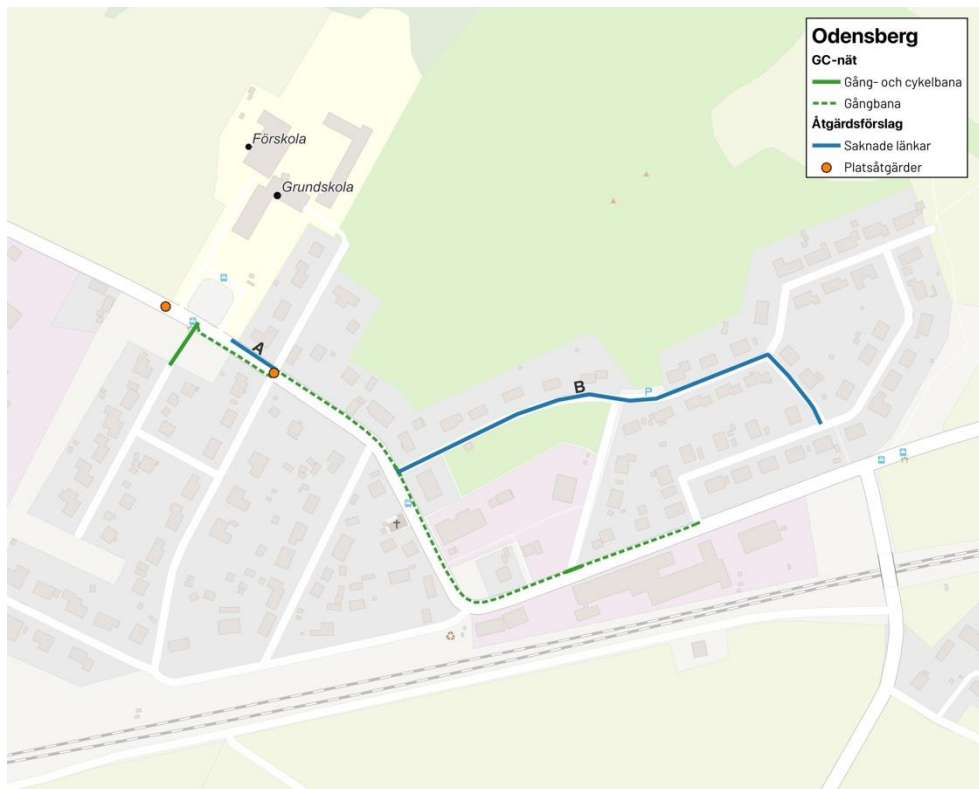 Odensberg
GC-nät
Gång- och cykelbana
Gångbana
Åtgärdsförslag
Saknade länkar
Platsåtgärder
Förskola
Grundskola
A
B
P